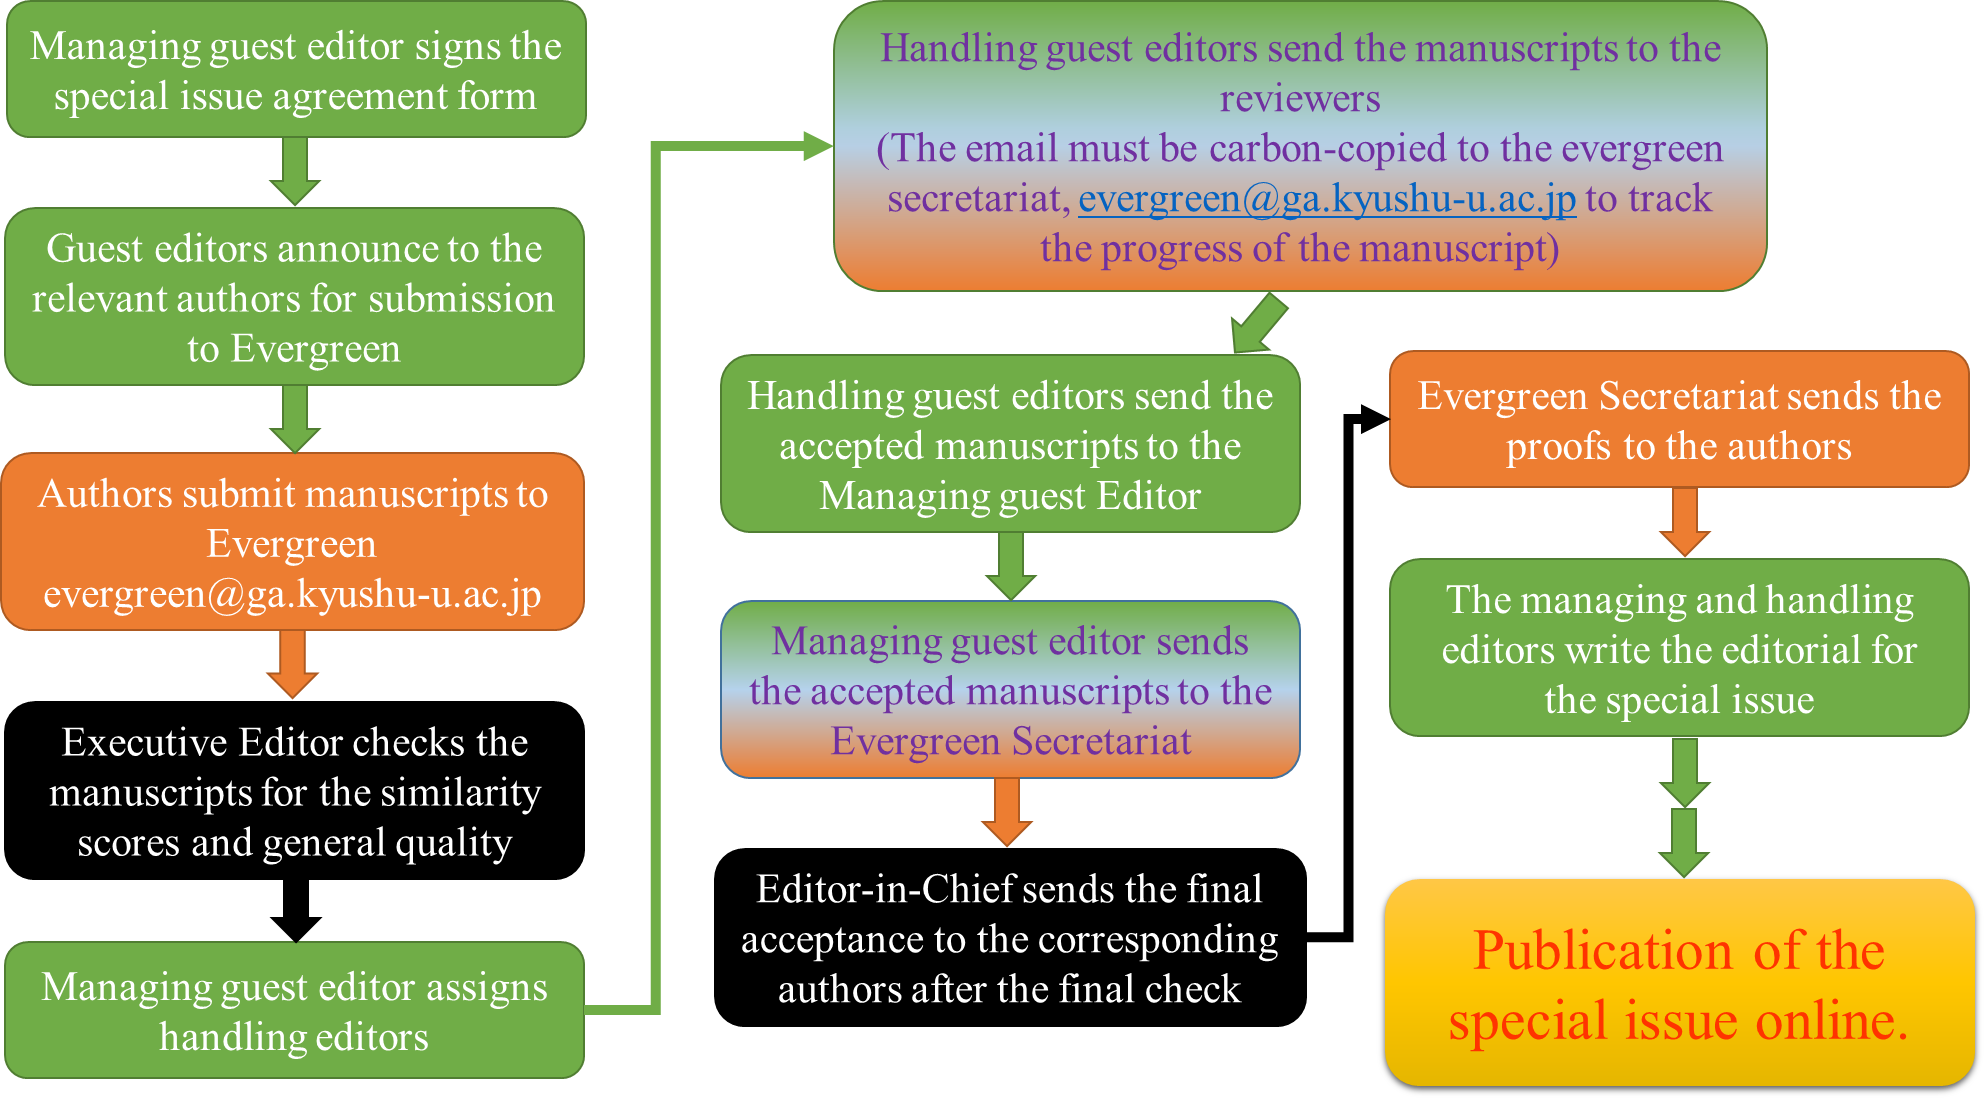 Managing guest editor signs the
special issue agreement form
Guest editors announce to the
relevant authors for submission
to Evergreen
Authors submit manuscripts to
Evergreen
evergreen@ga.kyushu-u.ac.jp
Executive Editor checks the
manuscripts for the similarity
scores and general quality
Managing guest editor assigns
handling editors
Handling guest editors send the manuscripts to the
reviewers
(The email must be carbon-copied to the evergreen
secretariat, evergreen@ga.kyushu-u.ac.jp to track
the progress of the manuscript)
Handling guest editors send the
accepted manuscripts to the
Managing guest Editor
Managing guest editor sends
the accepted manuscripts to the
Evergreen Secretariat
Editor-in-Chief sends the final
acceptance to the corresponding
authors after the final check
Evergreen Secretariat sends the
proofs to the authors
The managing and handling
editors write the editorial for
the special issue
Publication of the
special issue online.